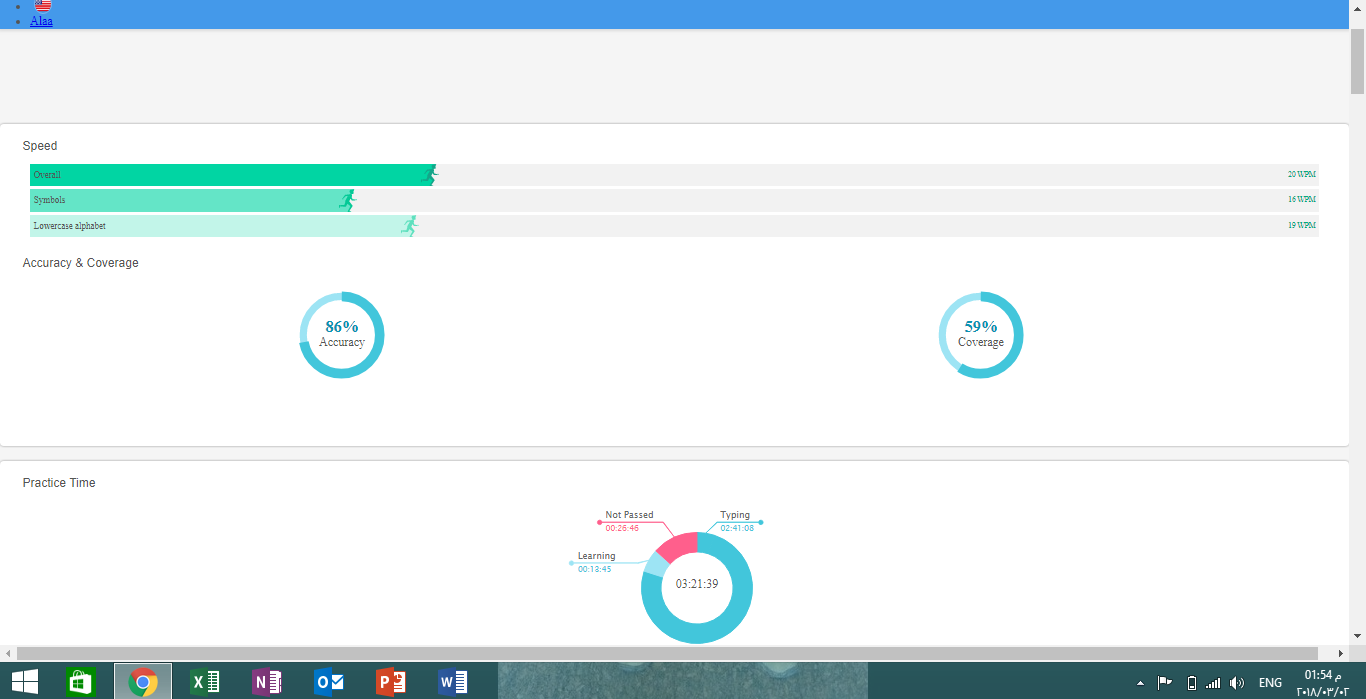 Alaa
Speed
Overall
20 WPM
Symbols
16 WPM
Lowercase alphabet
19 WPM
Accuracy & Coverage
86%
Accuracy
59%
Coverage
Practice Time
Not Passed
00:26:46
Typing
02:41:08
Learning
00:13:45
03:21:39
ENG
01:54 م
٢٠١٨/٠٣/٠٢